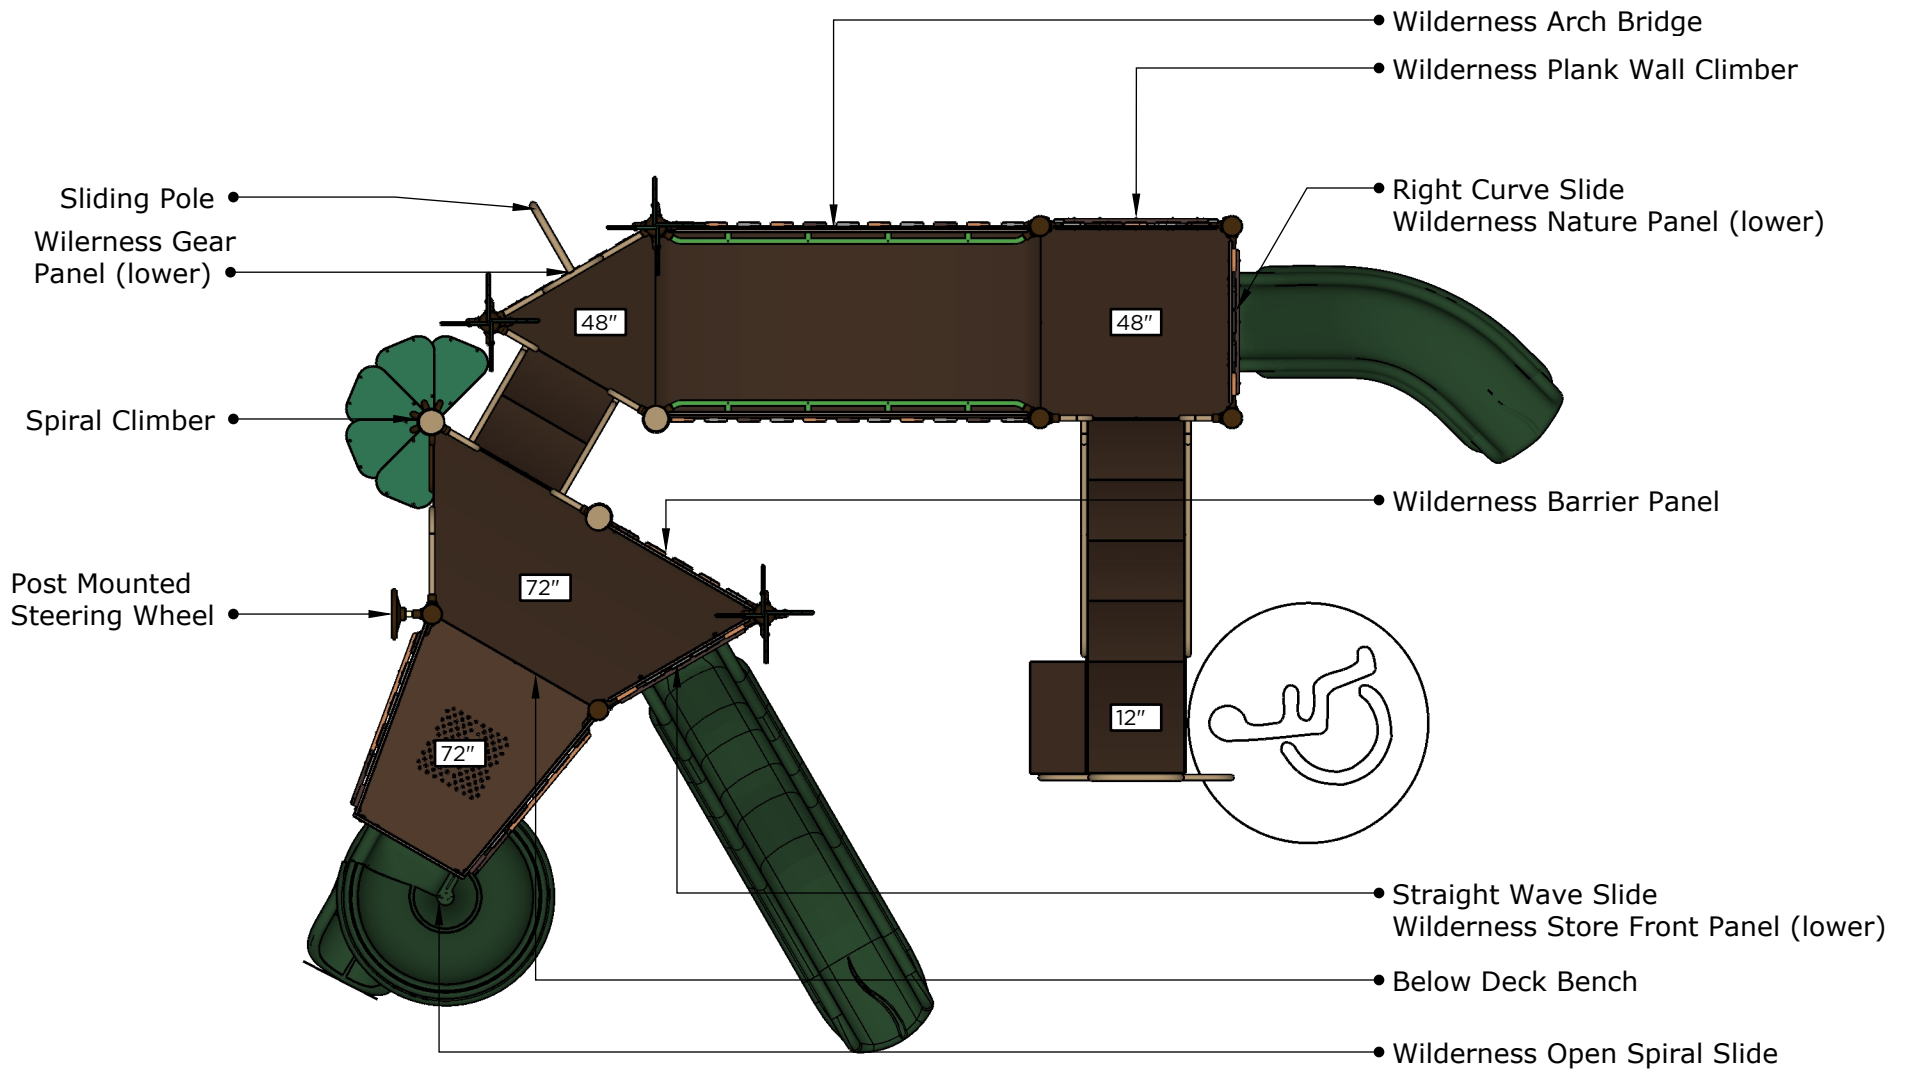 Wilderness Arch Bridge
Wilderness Plank Wall Climber
Right Curve Slide
Wilderness Nature Panel (lower)
Sliding Pole
Wilerness Gear
Panel (lower)
48"
48"
Spiral Climber
Wilderness Barrier Panel
Post Mounted
Steering Wheel
72"
12"
72"
Straight Wave Slide
Wilderness Store Front Panel (lower)
Below Deck Bench
Wilderness Open Spiral Slide